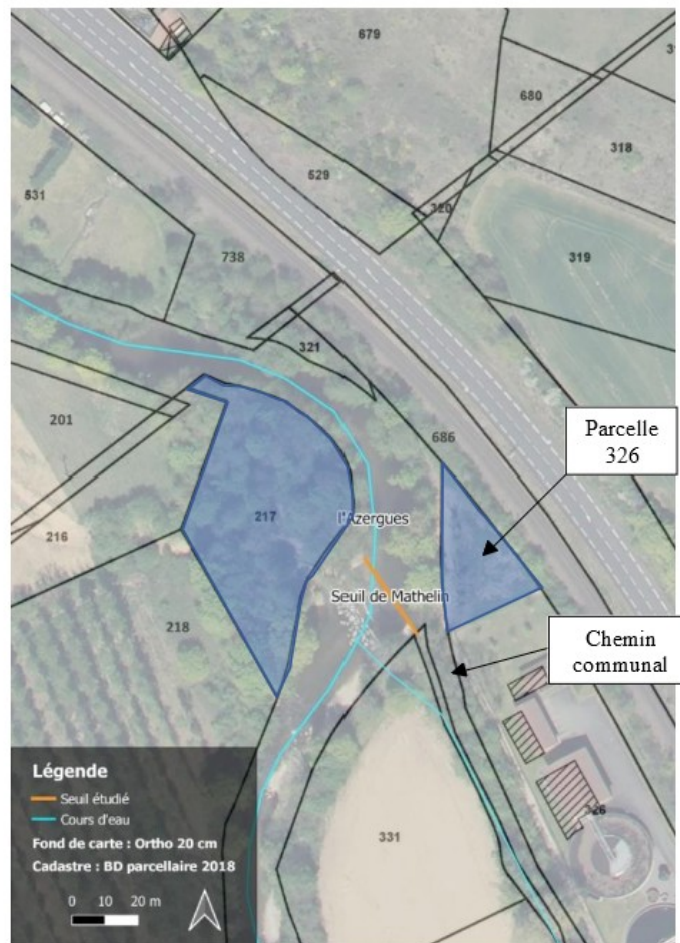 679
680
318
529
320
531
319
738
321
201
686
Parcelle
326
217
l'Azergues
216
Seuil de Mathelin
218
Chemin
communal
Légende
Seuil étudié
Cours d'eau
Fond de carte : Ortho 20 cm
Cadastre : BD parcellaire 2018
0 10 20 m
326
331